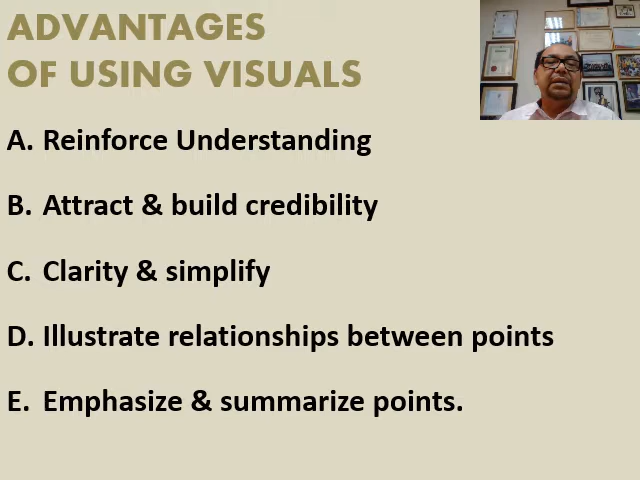 ADVANTAGES
OF USING VISUALS
A. Reinforce Understanding
B. Attract & build credibility
C. Clarity & simplify
D. Illustrate relationships between points
E. Emphasize & summarize points.